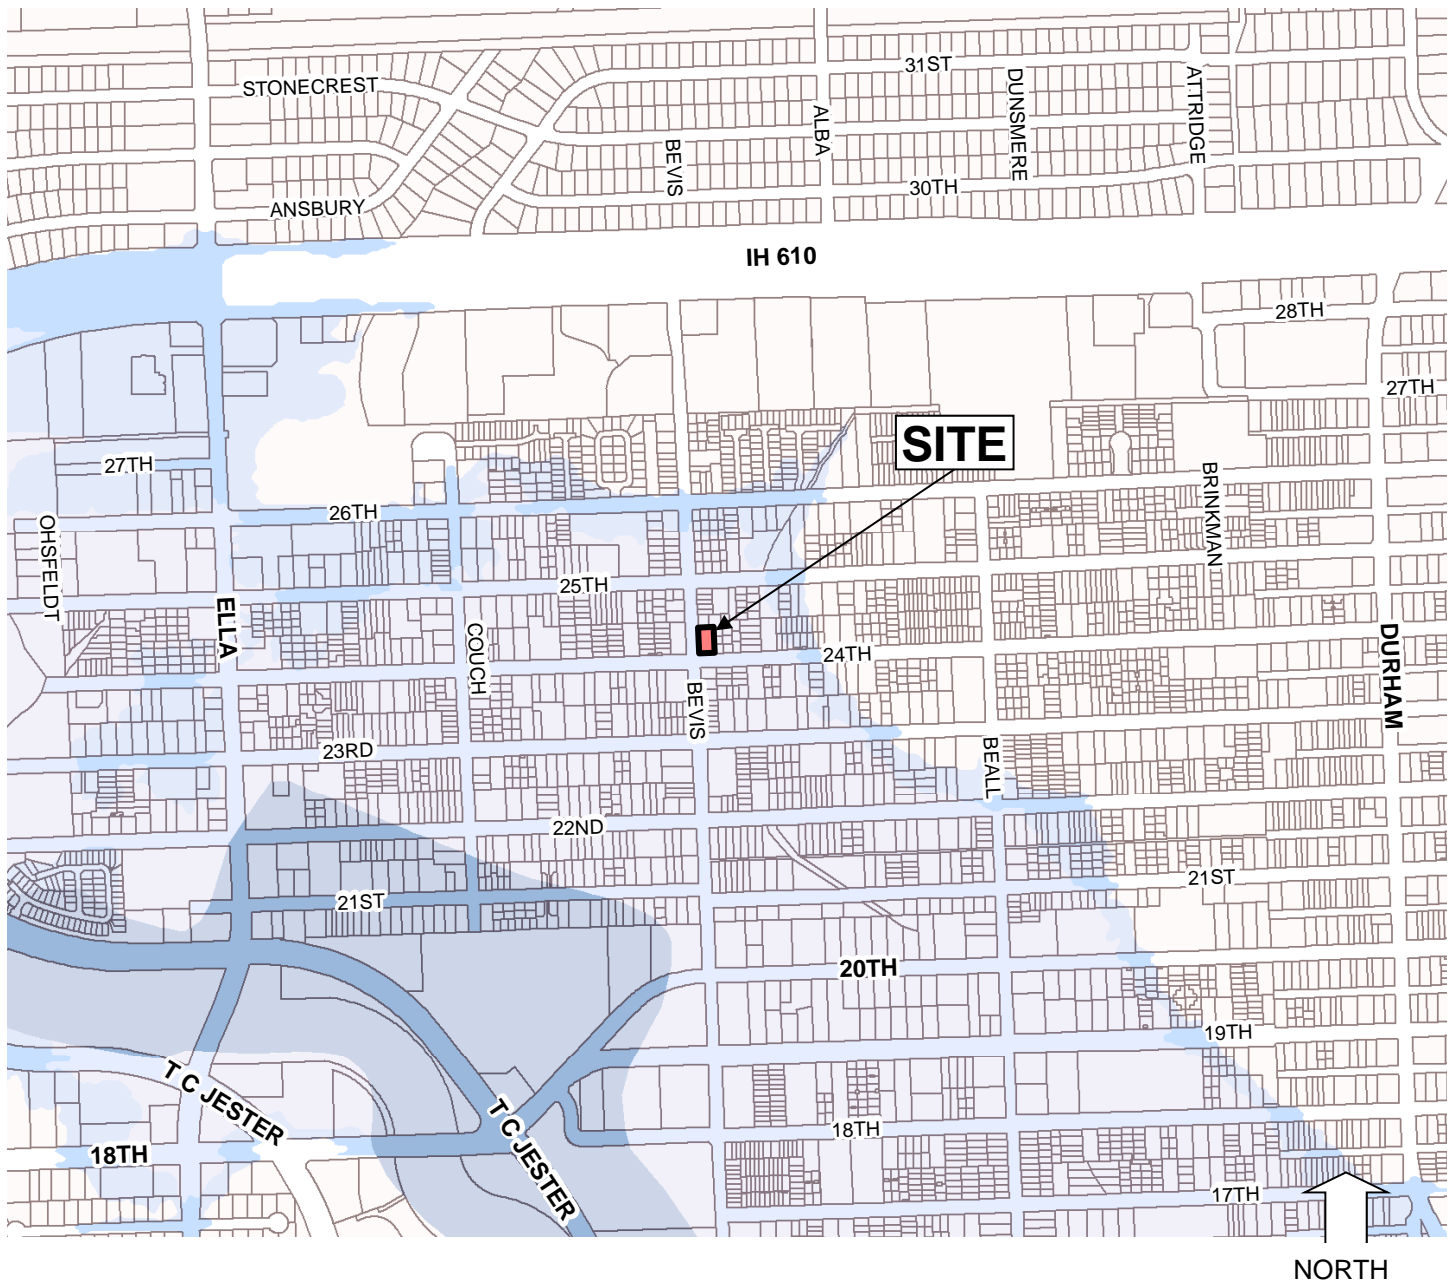 31ST
STONECREST
DUNSMERE
ATTRIDGE
ALBA
BEVIS
30TH
ANSBURY
IH 610
28TH
27TH
SITE
27TH
BRINKMAN
26TH
OHSFELDT
25TH
ELLA
COUCH
24TH
DURHAM
BEVIS
23RD
BEALL
22ND
21ST
21ST
20TH
19TH
T C JESTER
T C JESTER
18TH
18TH
17TH
NORTH